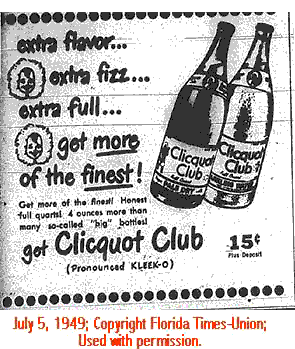 extra flavor...
extra fizz...
extra full...
get more
of the finest!
Get more of the finest! Honest
full quarts! 4 ounces more than
many so-called "big" bottles!
got Clicquot Club
(Pronounced KLEEK-O)
15¢
Plus Deposit
Clicquot
Club
PALE DRY
Clicquot
Club
July 5, 1949; Copyright Florida Times-Union;
Used with permission.